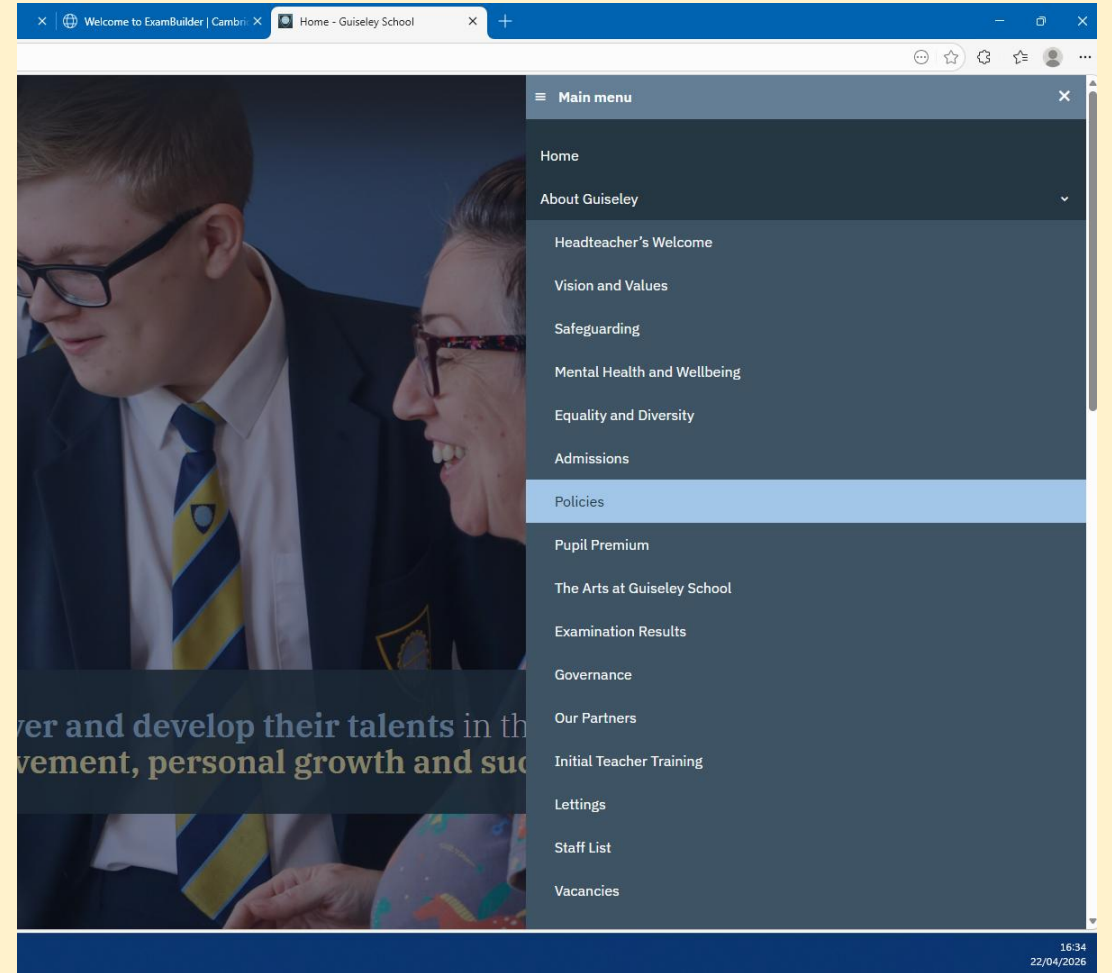 Welcome to ExamBuilder | Cambri
Home - Guiseley School
Main menu
Home
About Guiseley
Headteacher's Welcome
Vision and Values
Safeguarding
Mental Health and Wellbeing
Equality and Diversity
Admissions
Policies
Pupil Premium
The Arts at Guiseley School
Examination Results
Governance
Our Partners
Initial Teacher Training
Lettings
Staff List
Vacancies
ver and develop their talents in th
vement, personal growth and suc
16:34
22/04/2026